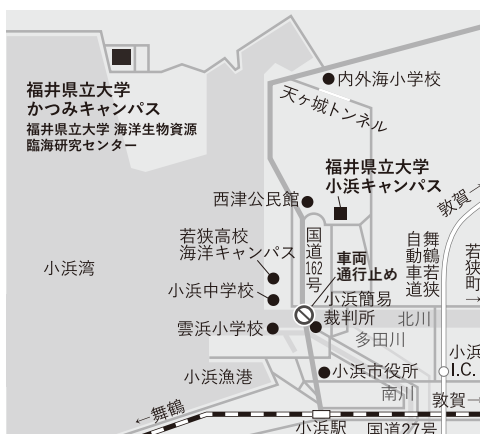 内外海小学校
天ケ城トンネル
福井県立大学
かつみキャンパス
福井県立大学 海洋生物資源
臨海研究センター
福井県立大学
小浜キャンパス
西津公民館
敦賀→
若狭高校
海洋キャンパス
国道162号
車両
通行止め
舞鶴若狭
自動車道
若狭町→
小浜湾
小浜中学校
小浜簡易
裁判所
北川
雲浜小学校
多田川
小浜
I.C.
小浜漁港
小浜市役所
南川
敦賀→
←舞鶴
小浜駅
国道27号